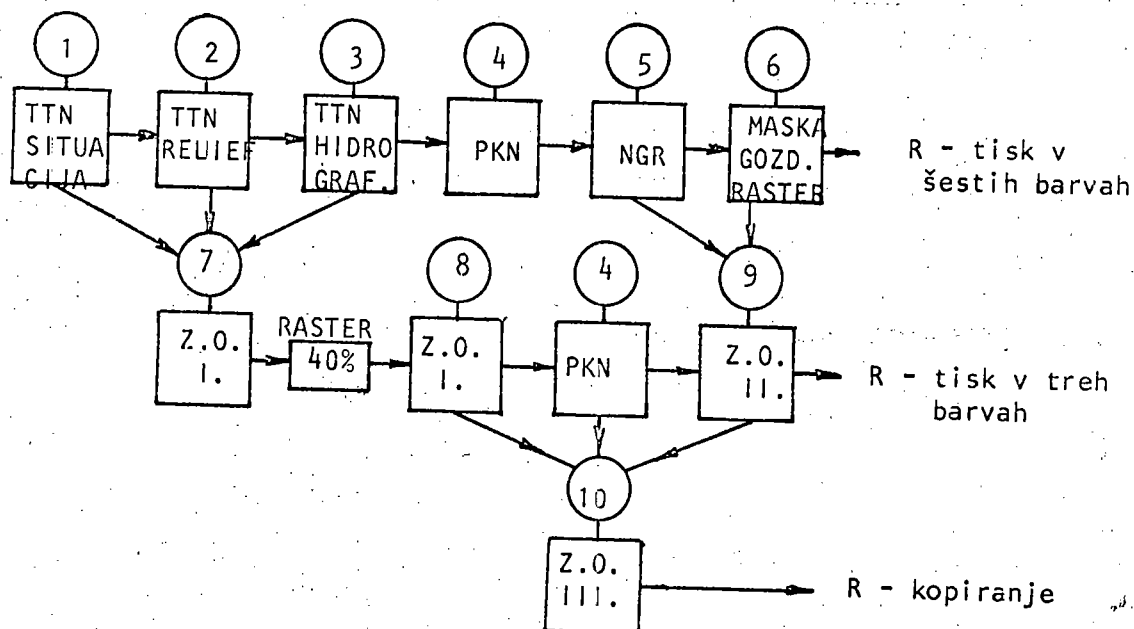 1
2
3
4
5
6
TTN
SITUA
CIJA
TTN
RELIEF
TTN
HIDRO
GRAF.
PKN
NGR
MASKA
GOZD.
RASTER
R - tisk v
šestih barvah
7
8
4
9
Z.O.
I.
RASTER
40%
Z.O.
I.
PKN
Z.O.
II.
R - tisk v treh
barvah
10
Z.O.
III.
R - kopiranje